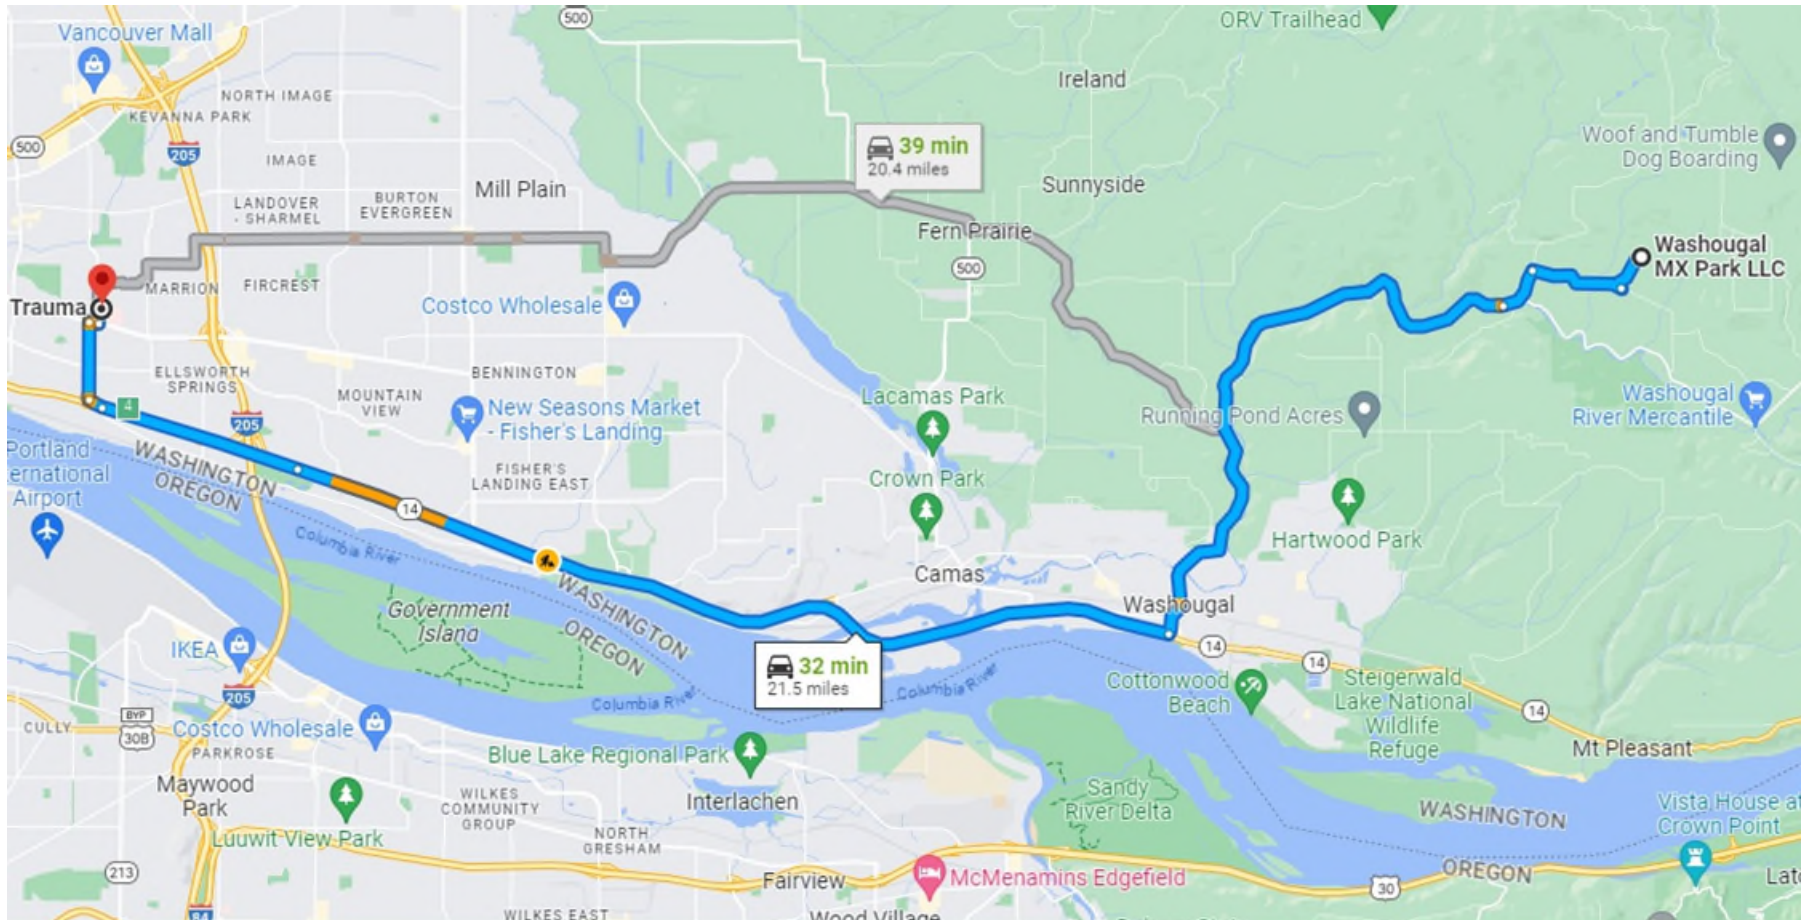 500
ORV Trailhead
Vancouver Mall
Ireland
NORTH IMAGE
KEVANNA PARK
500
205
IMAGE
39 min
20.4 miles
Woof and Tumble
Dog Boarding
Mill Plain
Sunnyside
LANDOVER
- SHARMEL
BURTON
EVERGREEN
Fern Prairie
Washougal
MX Park LLC
500
MARRION
FIRCREST
Trauma
Costco Wholesale
ELLSWORTH
SPRINGS
BENNINGTON
MOUNTAIN
VIEW
4
205
New Seasons Market
- Fisher's Landing
Lacamas Park
Running Pond Acres
Washougal
River Mercantile
Portland
ernational
Airport
WASHINGTON
OREGON
FISHER'S
LANDING EAST
Crown Park
14
Columbia River
Hartwood Park
Camas
WASHINGTON
OREGON
Government
Island
Washougal
IKEA
32 min
21.5 miles
14
14
205
Columbia Riv
Columbia River
Cottonwood
Beach
Steigerwald
Lake National
Wildlife
Refuge
14
CULLY
BYP
30B
Costco Wholesale
PARKROSE
Blue Lake Regional Park
Mt Pleasant
Maywood
Park
WILKES
COMMUNITY
GROUP
Interlachen
Sandy
River Delta
WASHINGTON
Vista House at
Crown Point
Luuwit View Park
NORTH
GRESHAM
213
Fairview
McMenamins Edgefield
30
OREGON
Lato
84
WILKES EAST
Wood Village